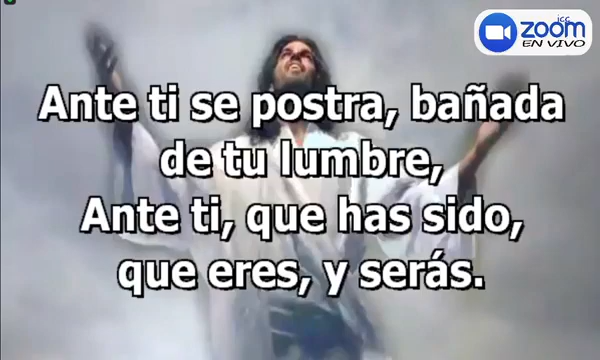 icc
zoom
EN VIVO
Ante ti se postra, bañada
de tu lumbre,
Ante ti, que has sido,
que eres, y serás.